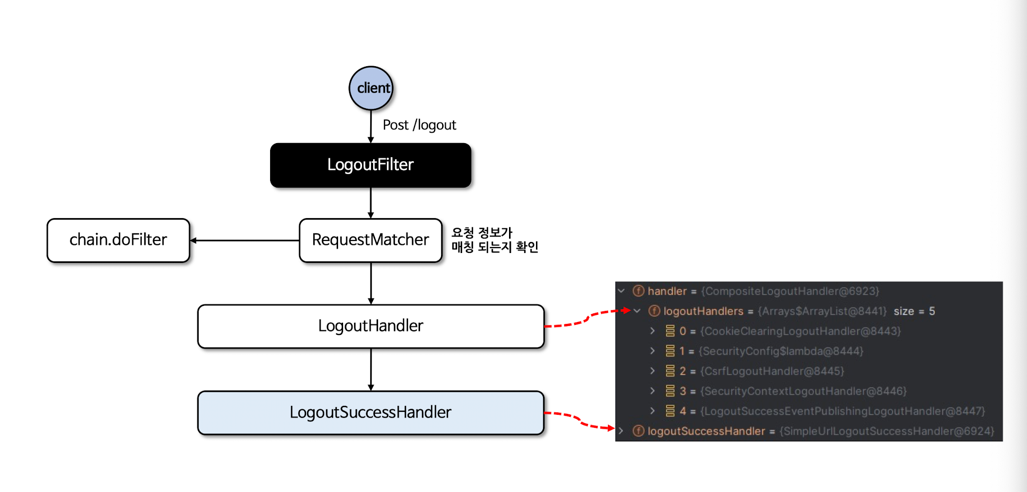 client
Post /logout
LogoutFilter
chain.doFilter
RequestMatcher
요청 정보가
매칭 되는지 확인
LogoutHandler
LogoutSuccessHandler
handler = {CompositeLogoutHandler@6923}
logoutHandlers = {Arrays$ArrayList@8441} size = 5
0 = {CookieClearingLogoutHandler@8443}
1 = {SecurityConfig$lambda@8444}
2 = {CsrfLogoutHandler@8445}
3 = {SecurityContextLogoutHandler@8446}
4 = {LogoutSuccessEventPublishingLogoutHandler@8447}
logoutSuccessHandler = {SimpleUrlLogoutSuccessHandler@6924}